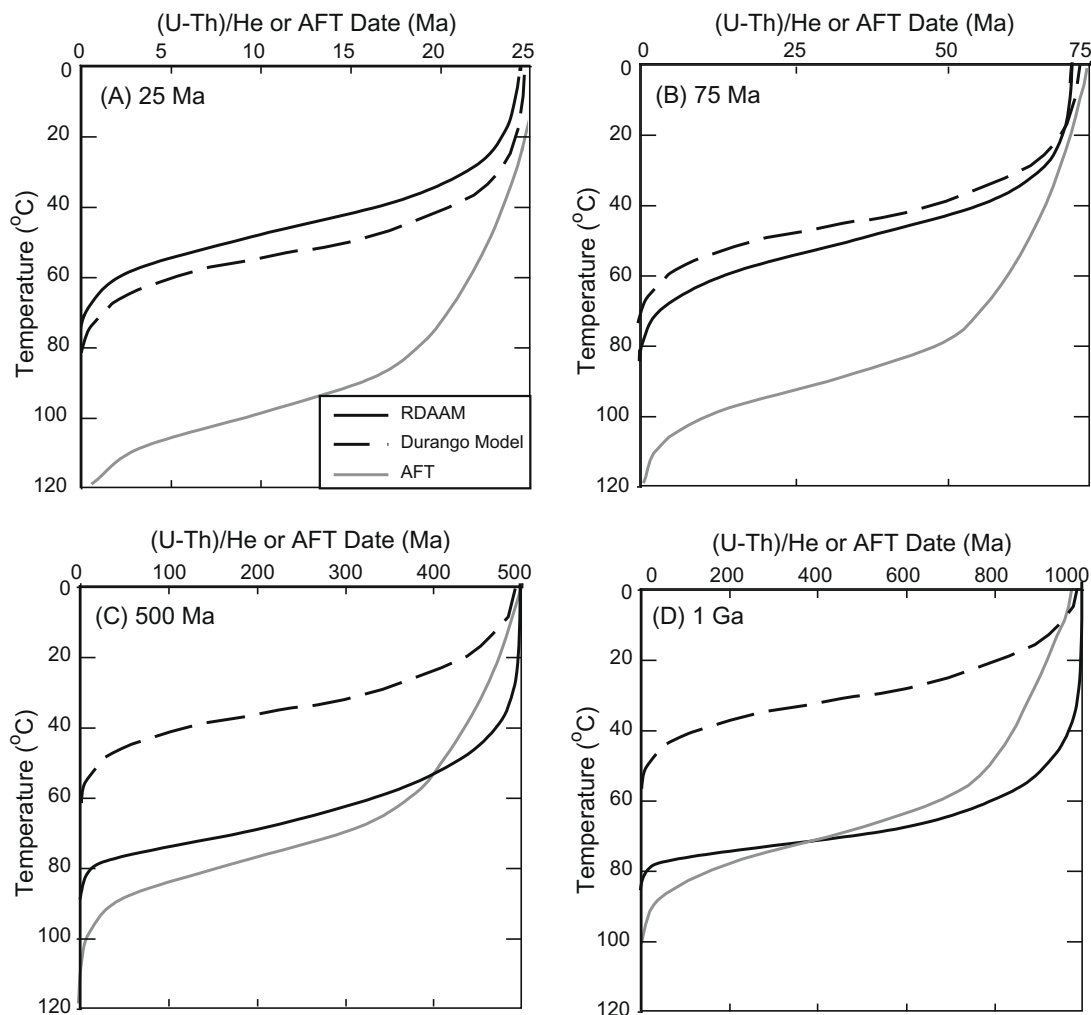 (U-Th)/He or AFT Date (Ma)
0 5 10 15 20 25
0
20
40
60
80
100
120
Temperature (°C)
(A) 25 Ma
RDAAM
Durango Model
AFT
(U-Th)/He or AFT Date (Ma)
0 25 50 75
0
20
40
60
80
100
120
Temperature (°C)
(B) 75 Ma
(U-Th)/He or AFT Date (Ma)
0 100 200 300 400 500
0
20
40
60
80
100
120
Temperature (°C)
(C) 500 Ma
(U-Th)/He or AFT Date (Ma)
0 200 400 600 800 1000
0
20
40
60
80
100
120
Temperature (°C)
(D) 1 Ga